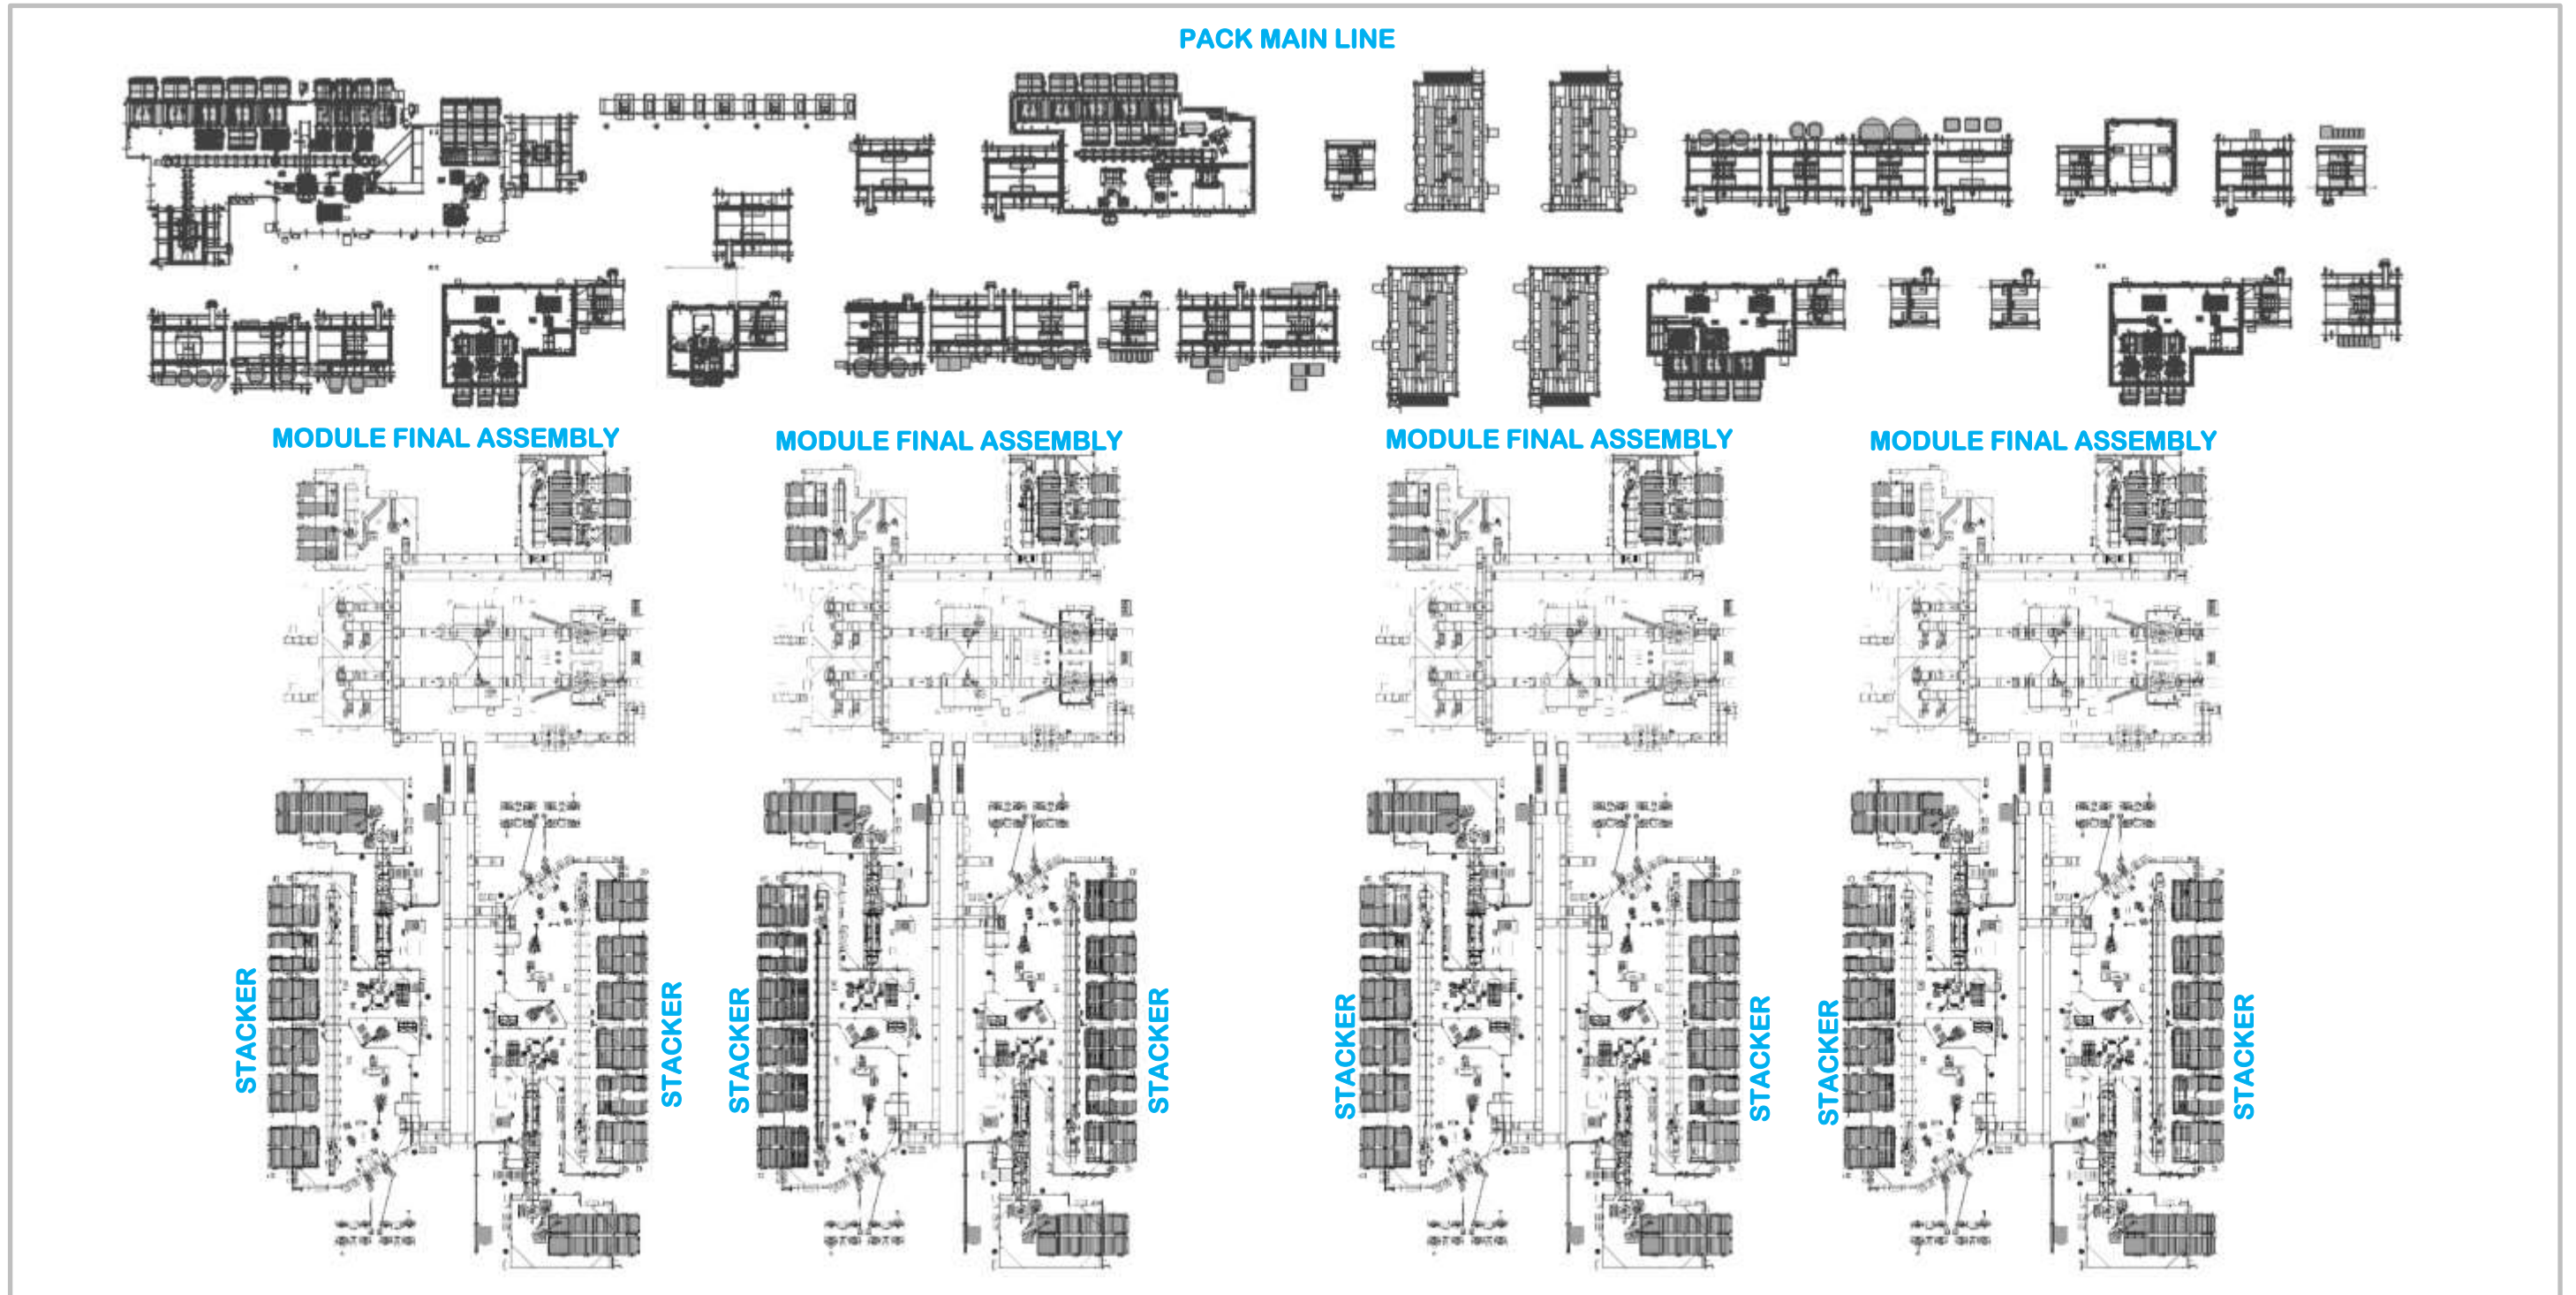 PACK MAIN LINE
MODULE FINAL ASSEMBLY
MODULE FINAL ASSEMBLY
MODULE FINAL ASSEMBLY
MODULE FINAL ASSEMBLY
STACKER
STACKER
STACKER
STACKER
STACKER
STACKER
STACKER
STACKER